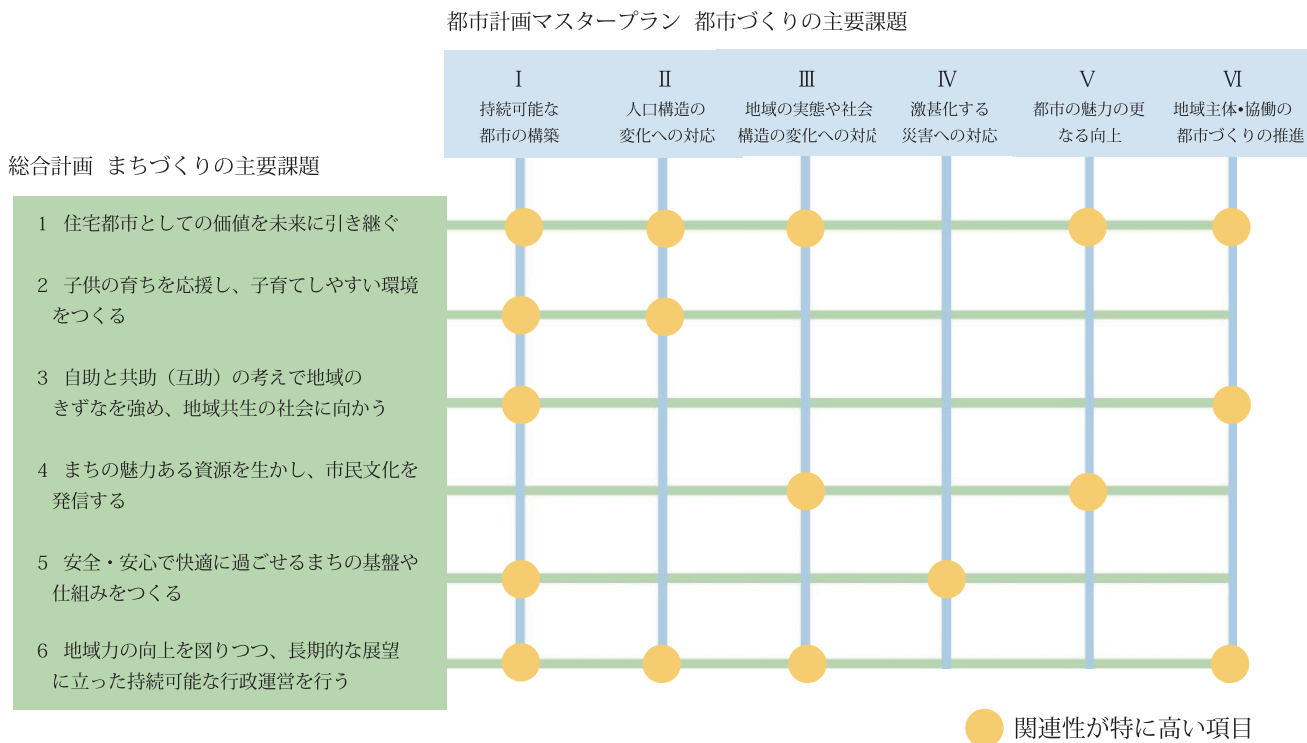 都市計画マスタープラン 都市づくりの主要課題
Ⅰ
持続可能な
都市の構築
Ⅱ
人口構造の
変化への対応
Ⅲ
地域の実態や社会
構造の変化への対応
Ⅳ
激甚化する
災害への対応
Ⅴ
都市の魅力の更
なる向上
Ⅵ
地域主体•協働の
都市づくりの推進
総合計画 まちづくりの主要課題
1 住宅都市としての価値を未来に引き継ぐ
2 子供の育ちを応援し、子育てしやすい環境
をつくる
3 自助と共助（互助）の考えで地域の
きずなを強め、地域共生の社会に向かう
4 まちの魅力ある資源を生かし、市民文化を
発信する
5 安全・安心で快適に過ごせるまちの基盤や
仕組みをつくる
6 地域力の向上を図りつつ、長期的な展望
に立った持続可能な行政運営を行う
関連性が特に高い項目